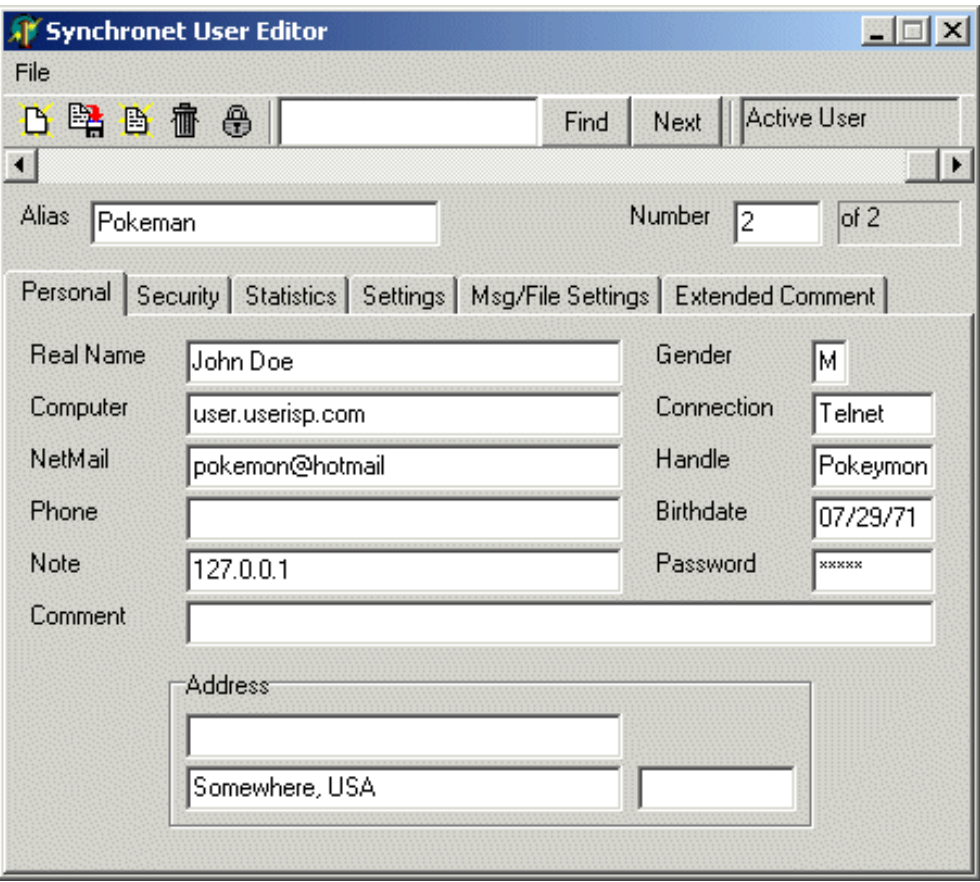 Synchronet User Editor
File
Find Next Active User
Alias Pokeman Number 2 of 2
Personal Security Statistics Settings Msg/File Settings Extended Comment
Real Name John Doe Gender M
Computer user.userisp.com Connection Telnet
NetMail pokemon@hotmail Handle Pokeymon
Phone Birthdate 07/29/71
Note 127.0.0.1 Password *****
Comment
Address
Somewhere, USA